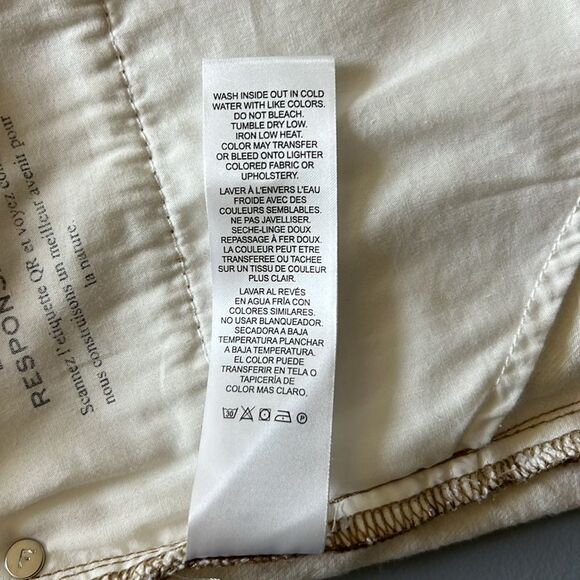 WASH INSIDE OUT IN COLD
WATER WITH LIKE COLORS.
DO NOT BLEACH.
TUMBLE DRY LOW.
IRON LOW HEAT.
COLOR MAY TRANSFER
OR BLEED ONTO LIGHTER
COLORED FABRIC OR
UPHOLSTERY.
LAVER À L'ENVERS L'EAU
FROIDE AVEC DES
COULEURS SEMBLABLES.
NE PAS JAVELLISER.
SECHE-LINGE DOUX
REPASSAGE À FER DOUX.
LA COULEUR PEUT ETRE
TRANSFEREE OU TACHEE
SUR UN TISSU DE COULEUR
PLUS CLAIR.
LAVAR AL REVÉS
EN AGUA FRÍA CON
COLORES SIMILARES.
NO USAR BLANQUEADOR.
SECADORA A BAJA
TEMPERATURA PLANCHAR
A BAJA TEMPERATURA.
EL COLOR PUEDE
TRANSFERIR EN TELA O
TAPICERÍA DE
COLOR MAS CLARO.
30 P
RESPONS
Scannez l'étiquette QR et voyez com
nous construisons un meilleur avenir pour
la nature.
F